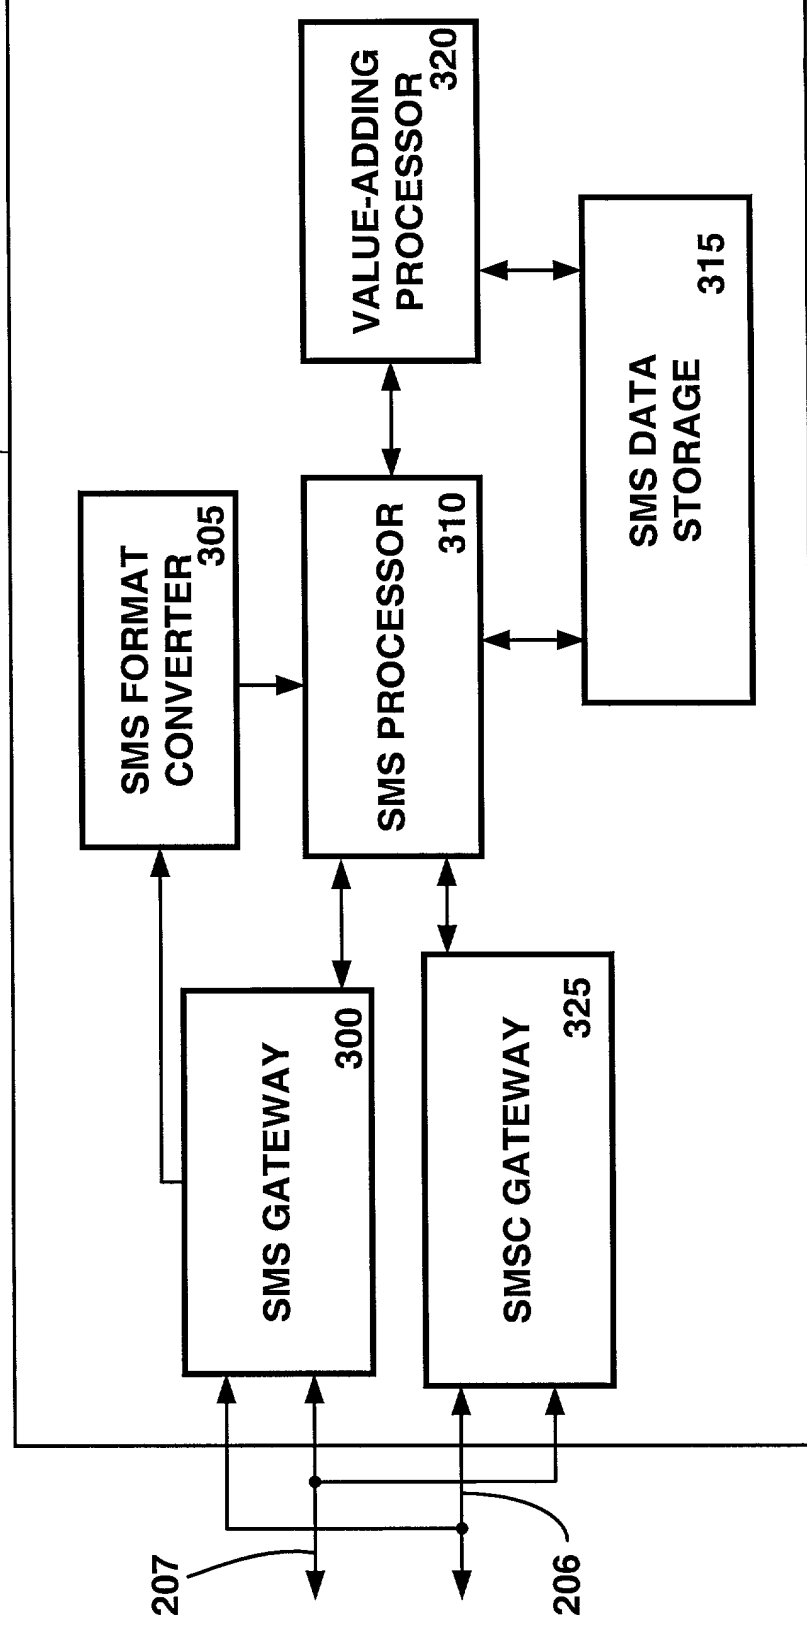 SMS FORMAT
CONVERTER
305
207
SMS GATEWAY
300
SMS PROCESSOR
310
VALUE-ADDING
PROCESSOR
320
206
SMSC GATEWAY
325
SMS DATA
STORAGE
315